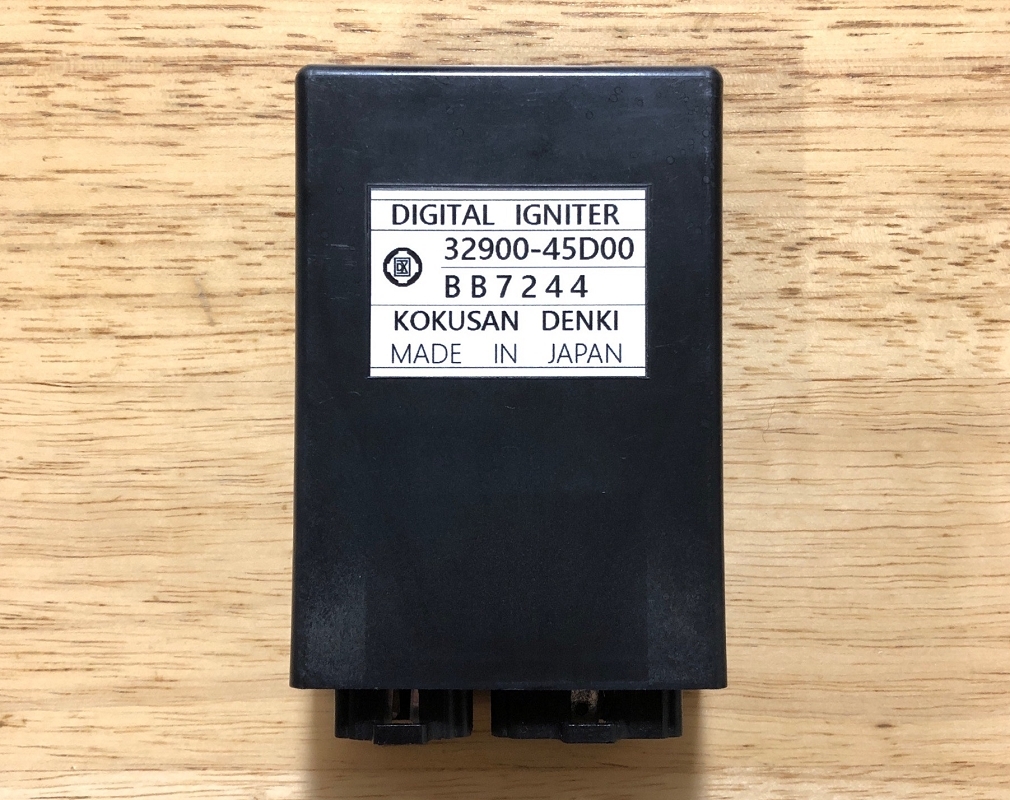 DIGITAL IGNITER
32900-45D00
BB7244
KOKUSAN DENKI
MADE IN JAPAN